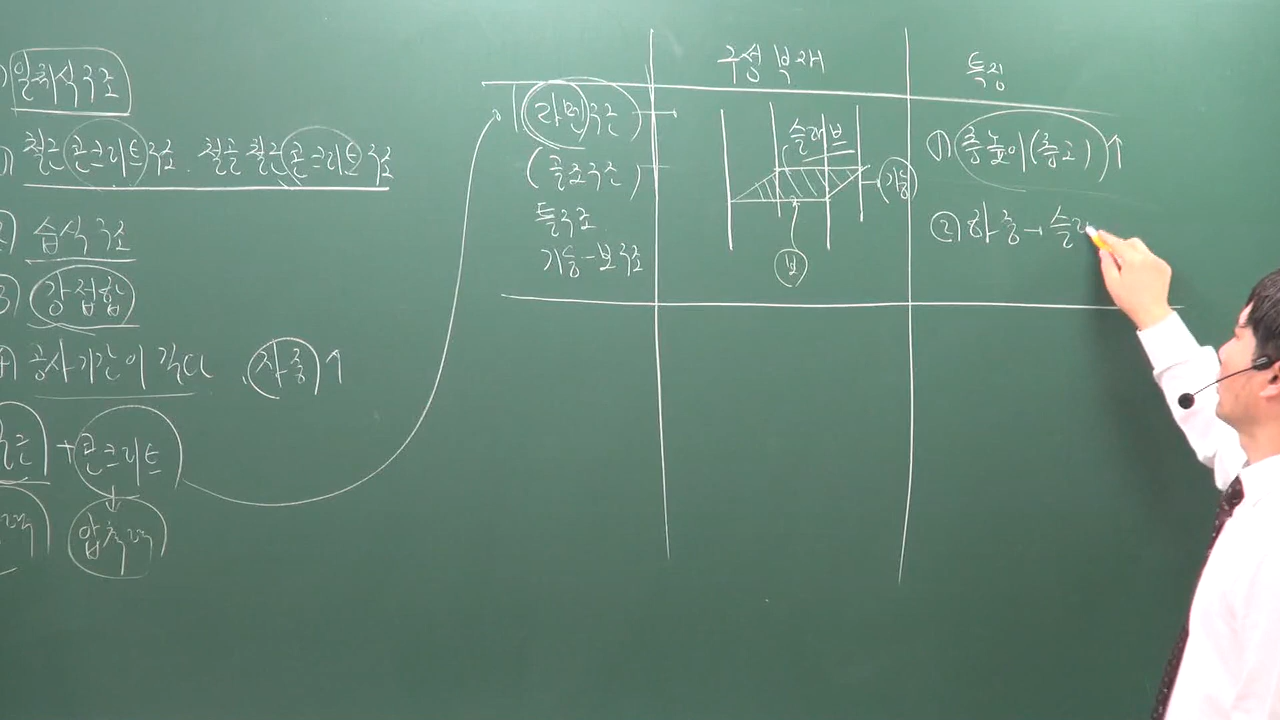 일체식구조
철근콘크리트구조. 철골철근콘크리트구조
습식구조
③ 강접합
공사기간이 길다 자중↑
철근 + 콘크리트
↓
압축력
구성부재 특징
라멘구조
(골조구조)
틀구조
기둥-보구조
슬래브
기둥
보
① 층높이(층고)↑
② 하중→슬래